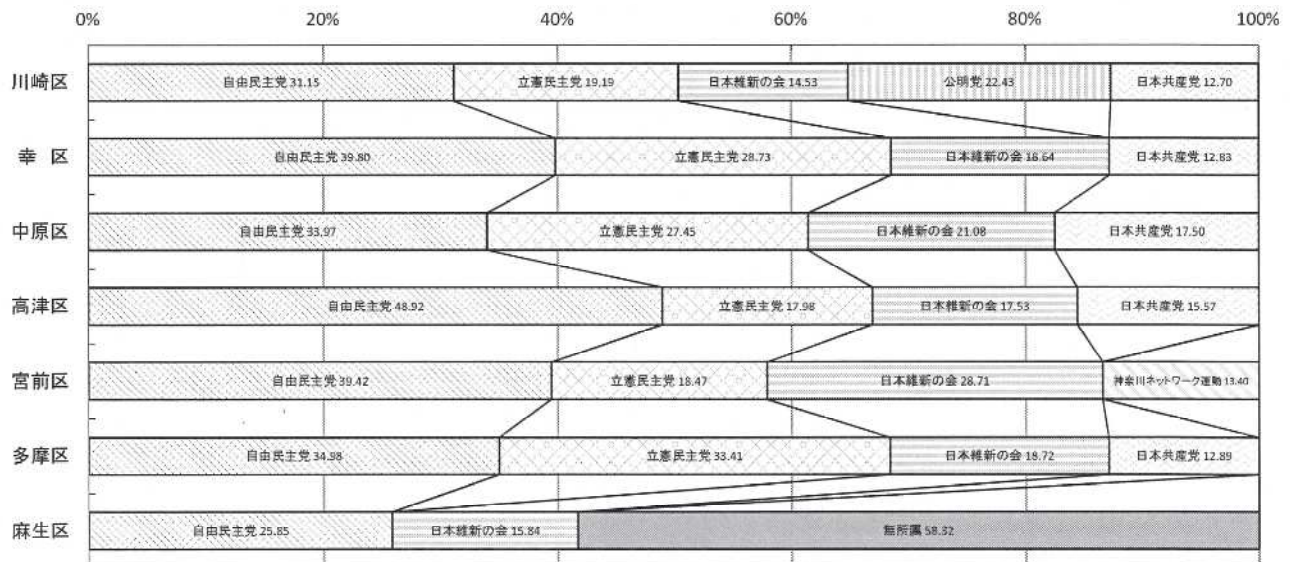 0% 20% 40% 60% 80% 100%
川崎区 自由民主党 31.15 立憲民主党 19.19 日本維新の会 14.53 公明党 22.43 日本共産党 12.70
幸 区 自由民主党 39.80 立憲民主党 28.73 日本維新の会 18.64 日本共産党 12.83
中原区 自由民主党 33.97 立憲民主党 27.45 日本維新の会 21.08 日本共産党 17.50
高津区 自由民主党 48.92 立憲民主党 17.98 日本維新の会 17.53 日本共産党 15.57
宮前区 自由民主党 39.42 立憲民主党 18.47 日本維新の会 28.71 神奈川ネットワーク運動 13.40
多摩区 自由民主党 34.98 立憲民主党 33.41 日本維新の会 18.72 日本共産党 12.89
麻生区 自由民主党 25.85 日本維新の会 15.84 無所属 58.32